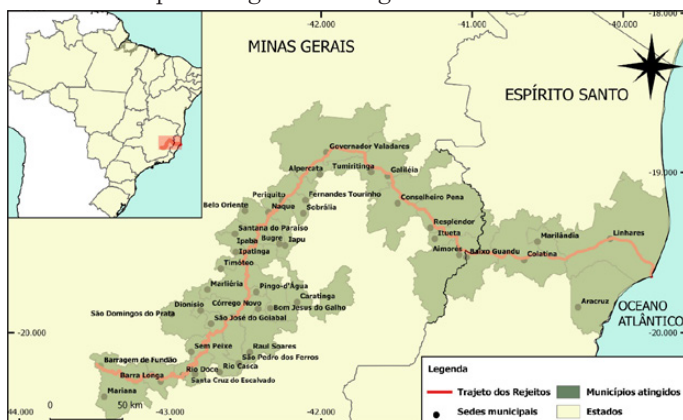 -42.000
-41.000
-40.000
-18.000
MINAS GERAIS
ESPÍRITO SANTO
Governador Valadares
-19.000
Alpercata
Tumiritinga
Galiléia
Periquito
Fernandes Tourinho
Conselheiro Pena
Belo Oriente
Naque
Sobrália
Resplendor
Santana do Paraíso
Itueta
Marilândia
Linhares
Ipaba
Bugre
Iapu
Ipatinga
Aimorés
Baixo Guandu
Colatina
Timóteo
Marliéria
Pingo-d'Água
Dionísio
Córrego Novo
Caratinga
Aracruz
São Domingos do Prata
Bom Jesus do Galho
São José do Goiabal
OCEANO
ATLÂNTICO
-20.000
-20.000
Sem Peixe
Raul Soares
Barragem de Fundão
São Pedro dos Ferros
Rio Casca
Barra Longa
Rio Doce
Santa Cruz do Escalvado
Mariana
Legenda
Trajeto dos Rejeitos
Municípios atingidos
Sedes municipais
Estados
0
50 km
-44.000
-43.000
-42.000